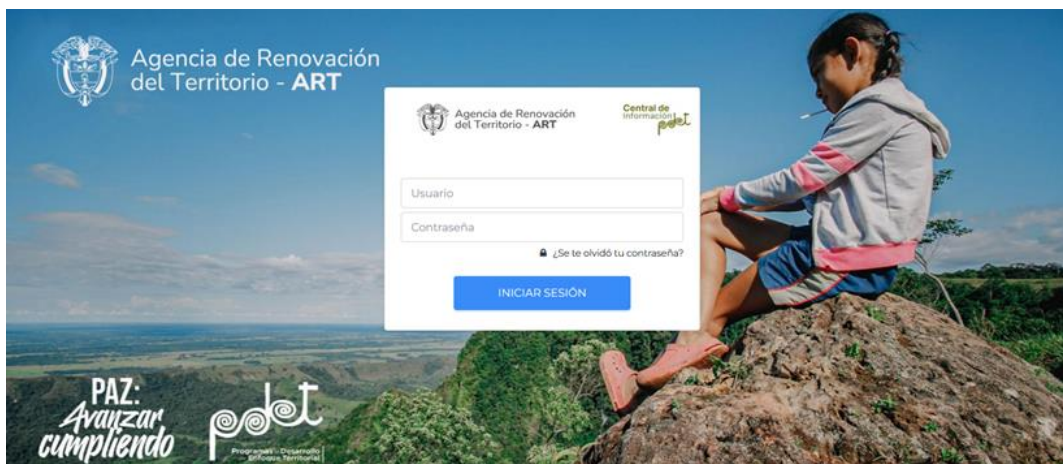 Agencia de Renovación
del Territorio - ART
Agencia de Renovación
del Territorio - ART
Central de
Información
pdet
Usuario
Contraseña
¿Se te olvidó tu contraseña?
INICIAR SESIÓN
PAZ:
Avanzar
cumpliendo
pdet
Programas de Desarrollo
con Enfoque Territorial